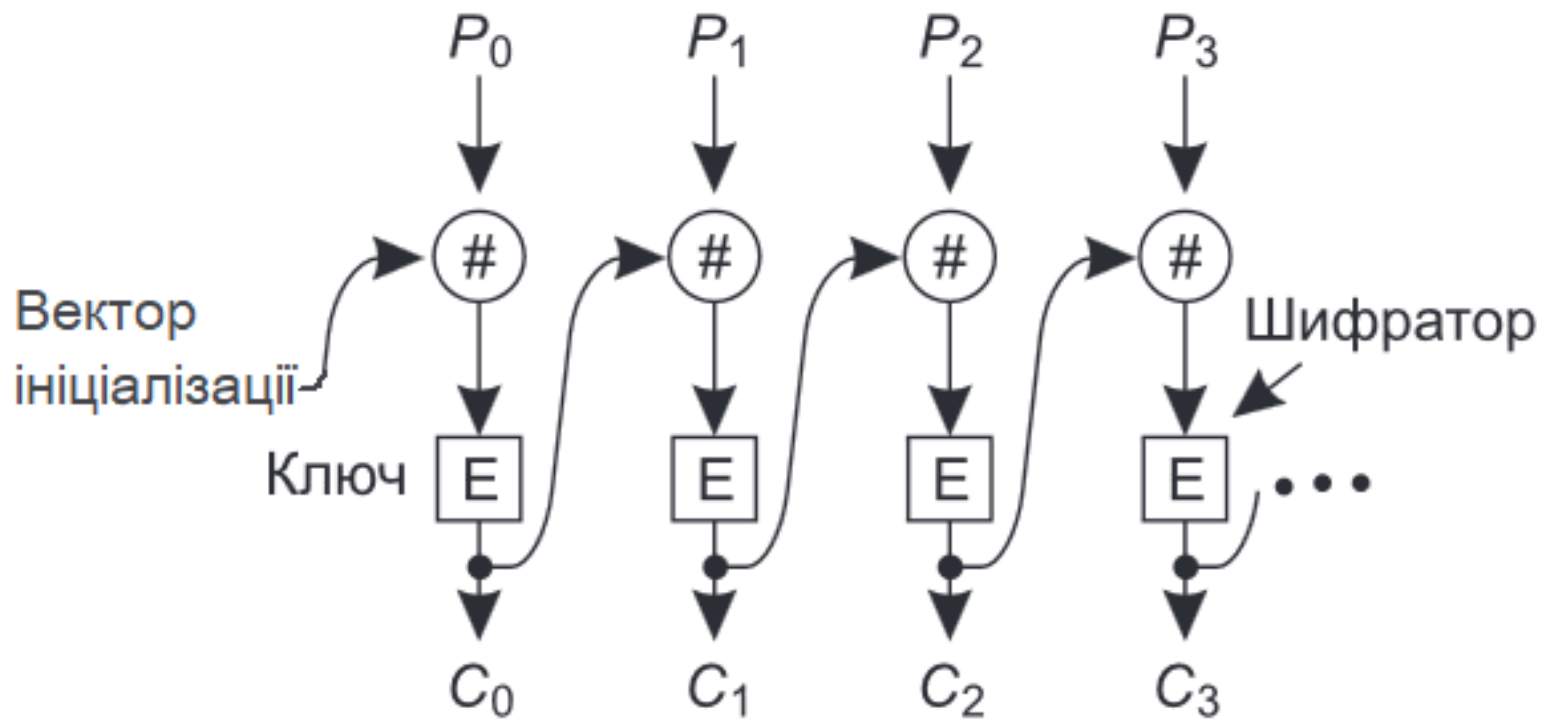 P0 P1 P2 P3
# # # #
Вектор
ініціалізації
Шифратор
Ключ E E E E
C0 C1 C2 C3